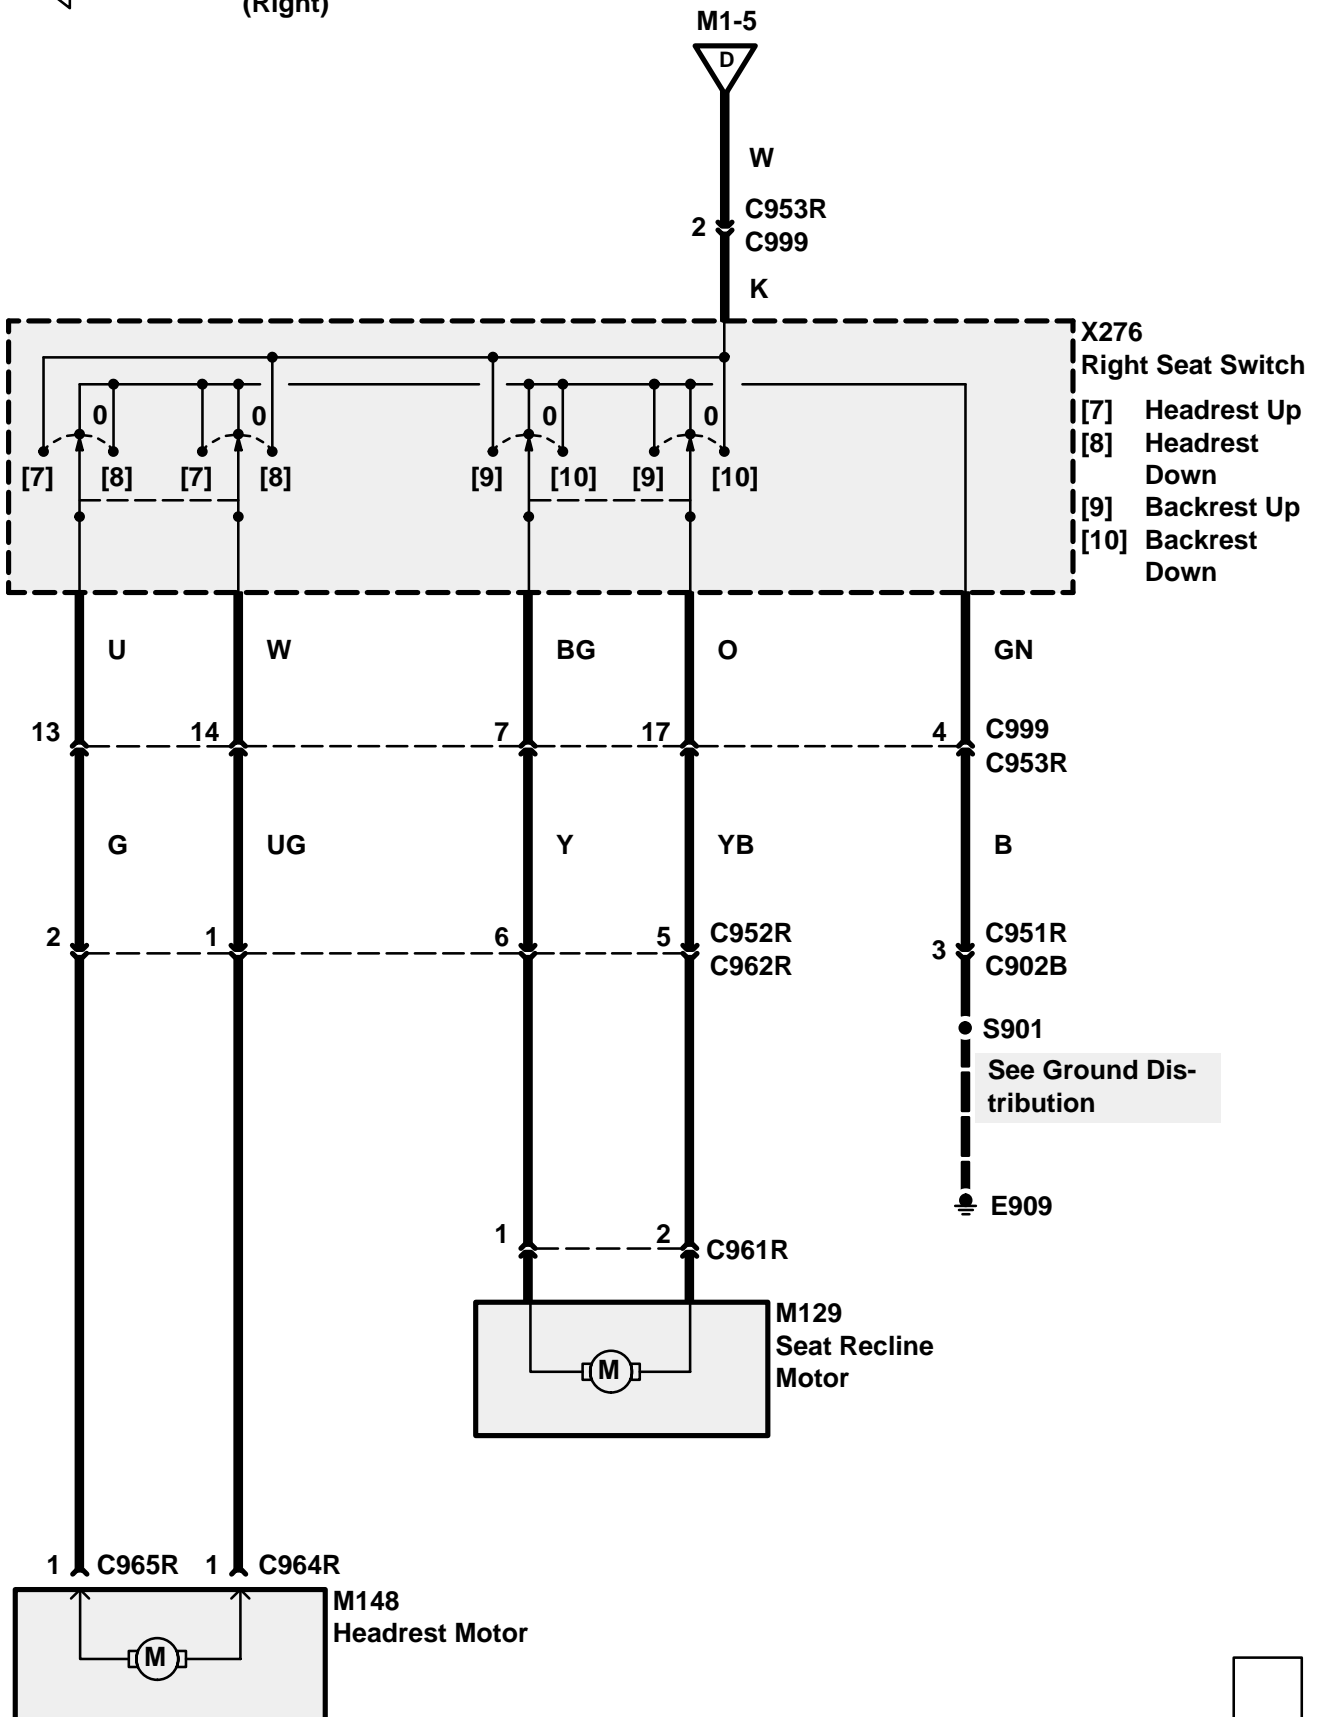 (Right)
M1-5
D
W
2 C953R
C999
K
X276
Right Seat Switch
[7] Headrest Up
[8] Headrest
Down
[9] Backrest Up
[10] Backrest
Down
0 0 0 0
[7] [8] [7] [8] [9] [10] [9] [10]
U W BG O GN
13 14 7 17 4 C999
C953R
G UG Y YB B
2 1 6 5 C952R
C962R
3 C951R
C902B
S901
See Ground Dis-
tribution
E909
1 2 C961R
M129
Seat Recline
Motor
M
1 C965R 1 C964R
M148
Headrest Motor
M